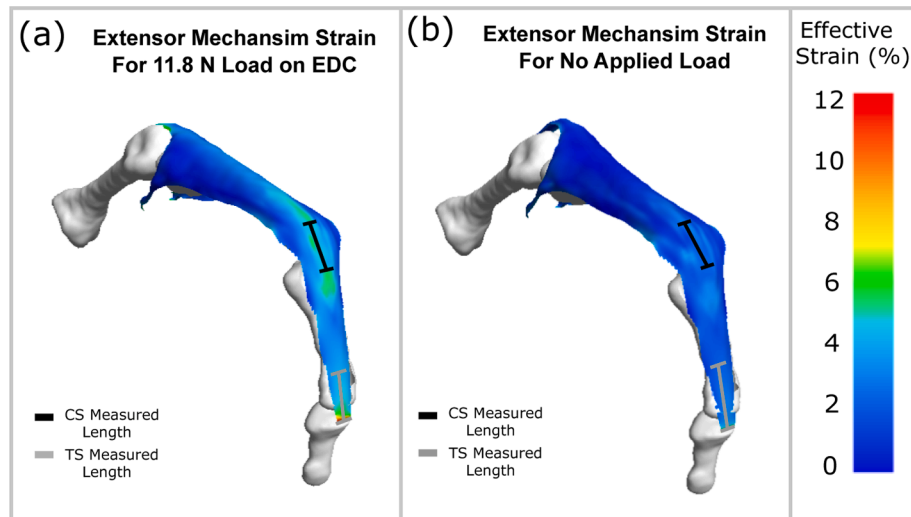 (a)
Extensor Mechansim Strain
For 11.8 N Load on EDC
CS Measured
Length
TS Measured
Length
(b)
Extensor Mechansim Strain
For No Applied Load
CS Measured
Length
TS Measured
Length
Effective
Strain (%)
12
10
8
6
4
2
0